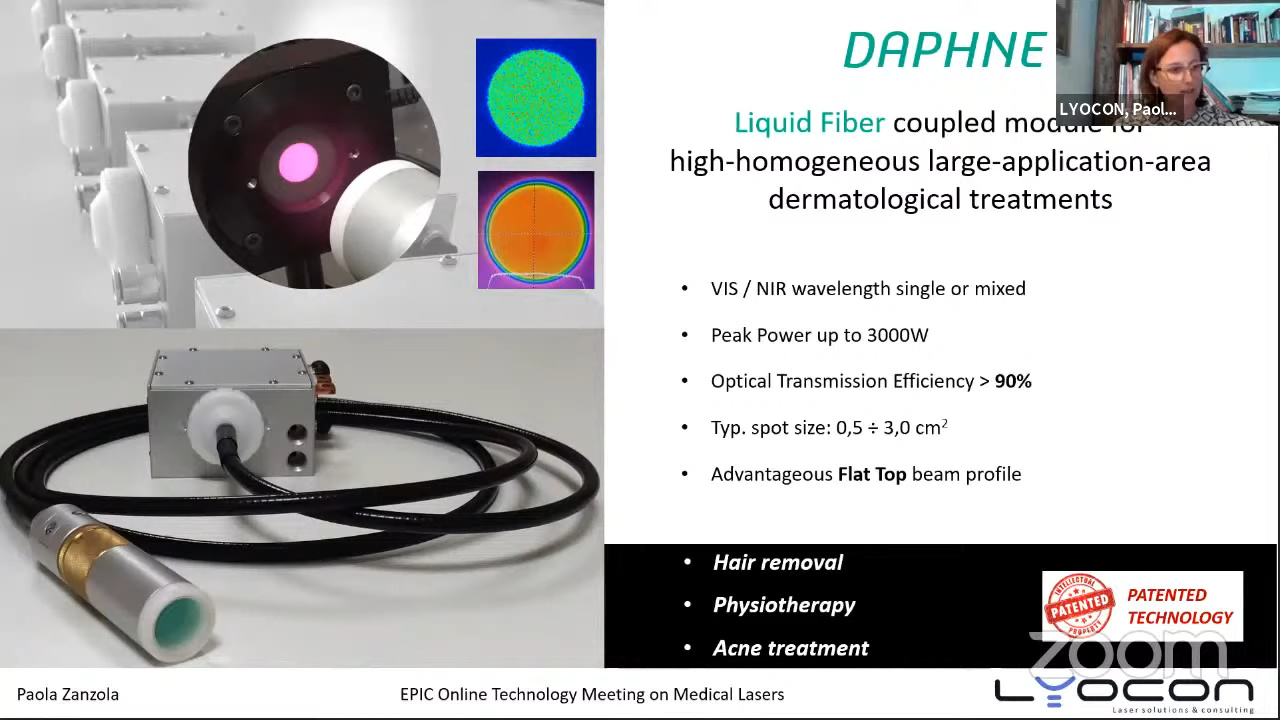 DAPHNE
LYOCON, Paol...
Liquid Fiber coupled module for
high-homogeneous large-application-area
dermatological treatments
• VIS / NIR wavelength single or mixed
• Peak Power up to 3000W
• Optical Transmission Efficiency > 90%
• Typ. spot size: 0,5 ÷ 3,0 cm²
• Advantageous Flat Top beam profile
• Hair removal
• Physiotherapy
• Acne treatment
INTELLECTUAL
PATENTED
PROPERTY
PATENTED
TECHNOLOGY
zoom
Paola Zanzola
EPIC Online Technology Meeting on Medical Lasers
LYOCON
Laser solutions & consulting